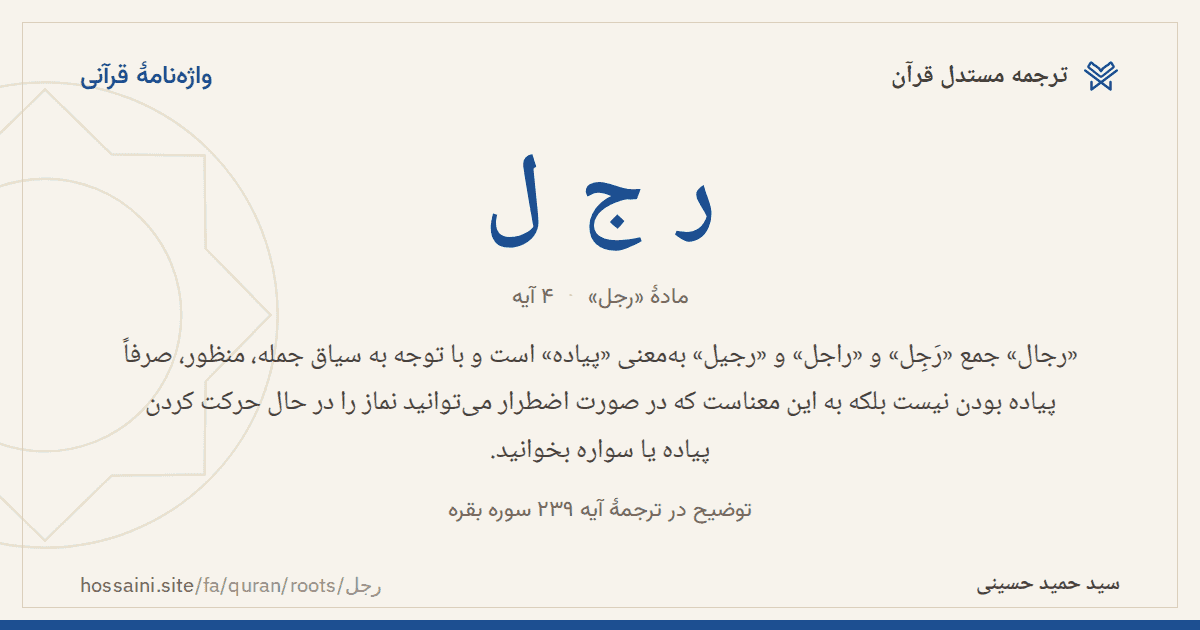 ترجمه مستدل قرآن
واژه‌نامهٔ قرآنی
ر ج ل
مادهٔ «رجل» · ۴ آیه
«رجال» جمع «رَجِل» و «راجل» و «رجیل» به‌معنی «پیاده» است و با توجه به سیاق جمله، منظور، صرفاً
پیاده بودن نیست بلکه به این معناست که در صورت اضطرار می‌توانید نماز را در حال حرکت کردن
پیاده یا سواره بخوانید.
توضیح در ترجمهٔ آیه ۲۳۹ سوره بقره
سید حمید حسینی
hossaini.site/fa/quran/roots/رجل